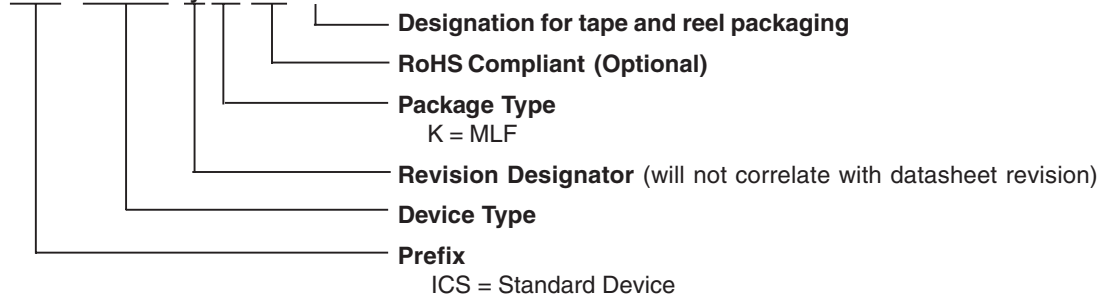 Designation for tape and reel packaging
RoHS Compliant (Optional)
Package Type
K = MLF
Revision Designator (will not correlate with datasheet revision)
Device Type
Prefix
ICS = Standard Device